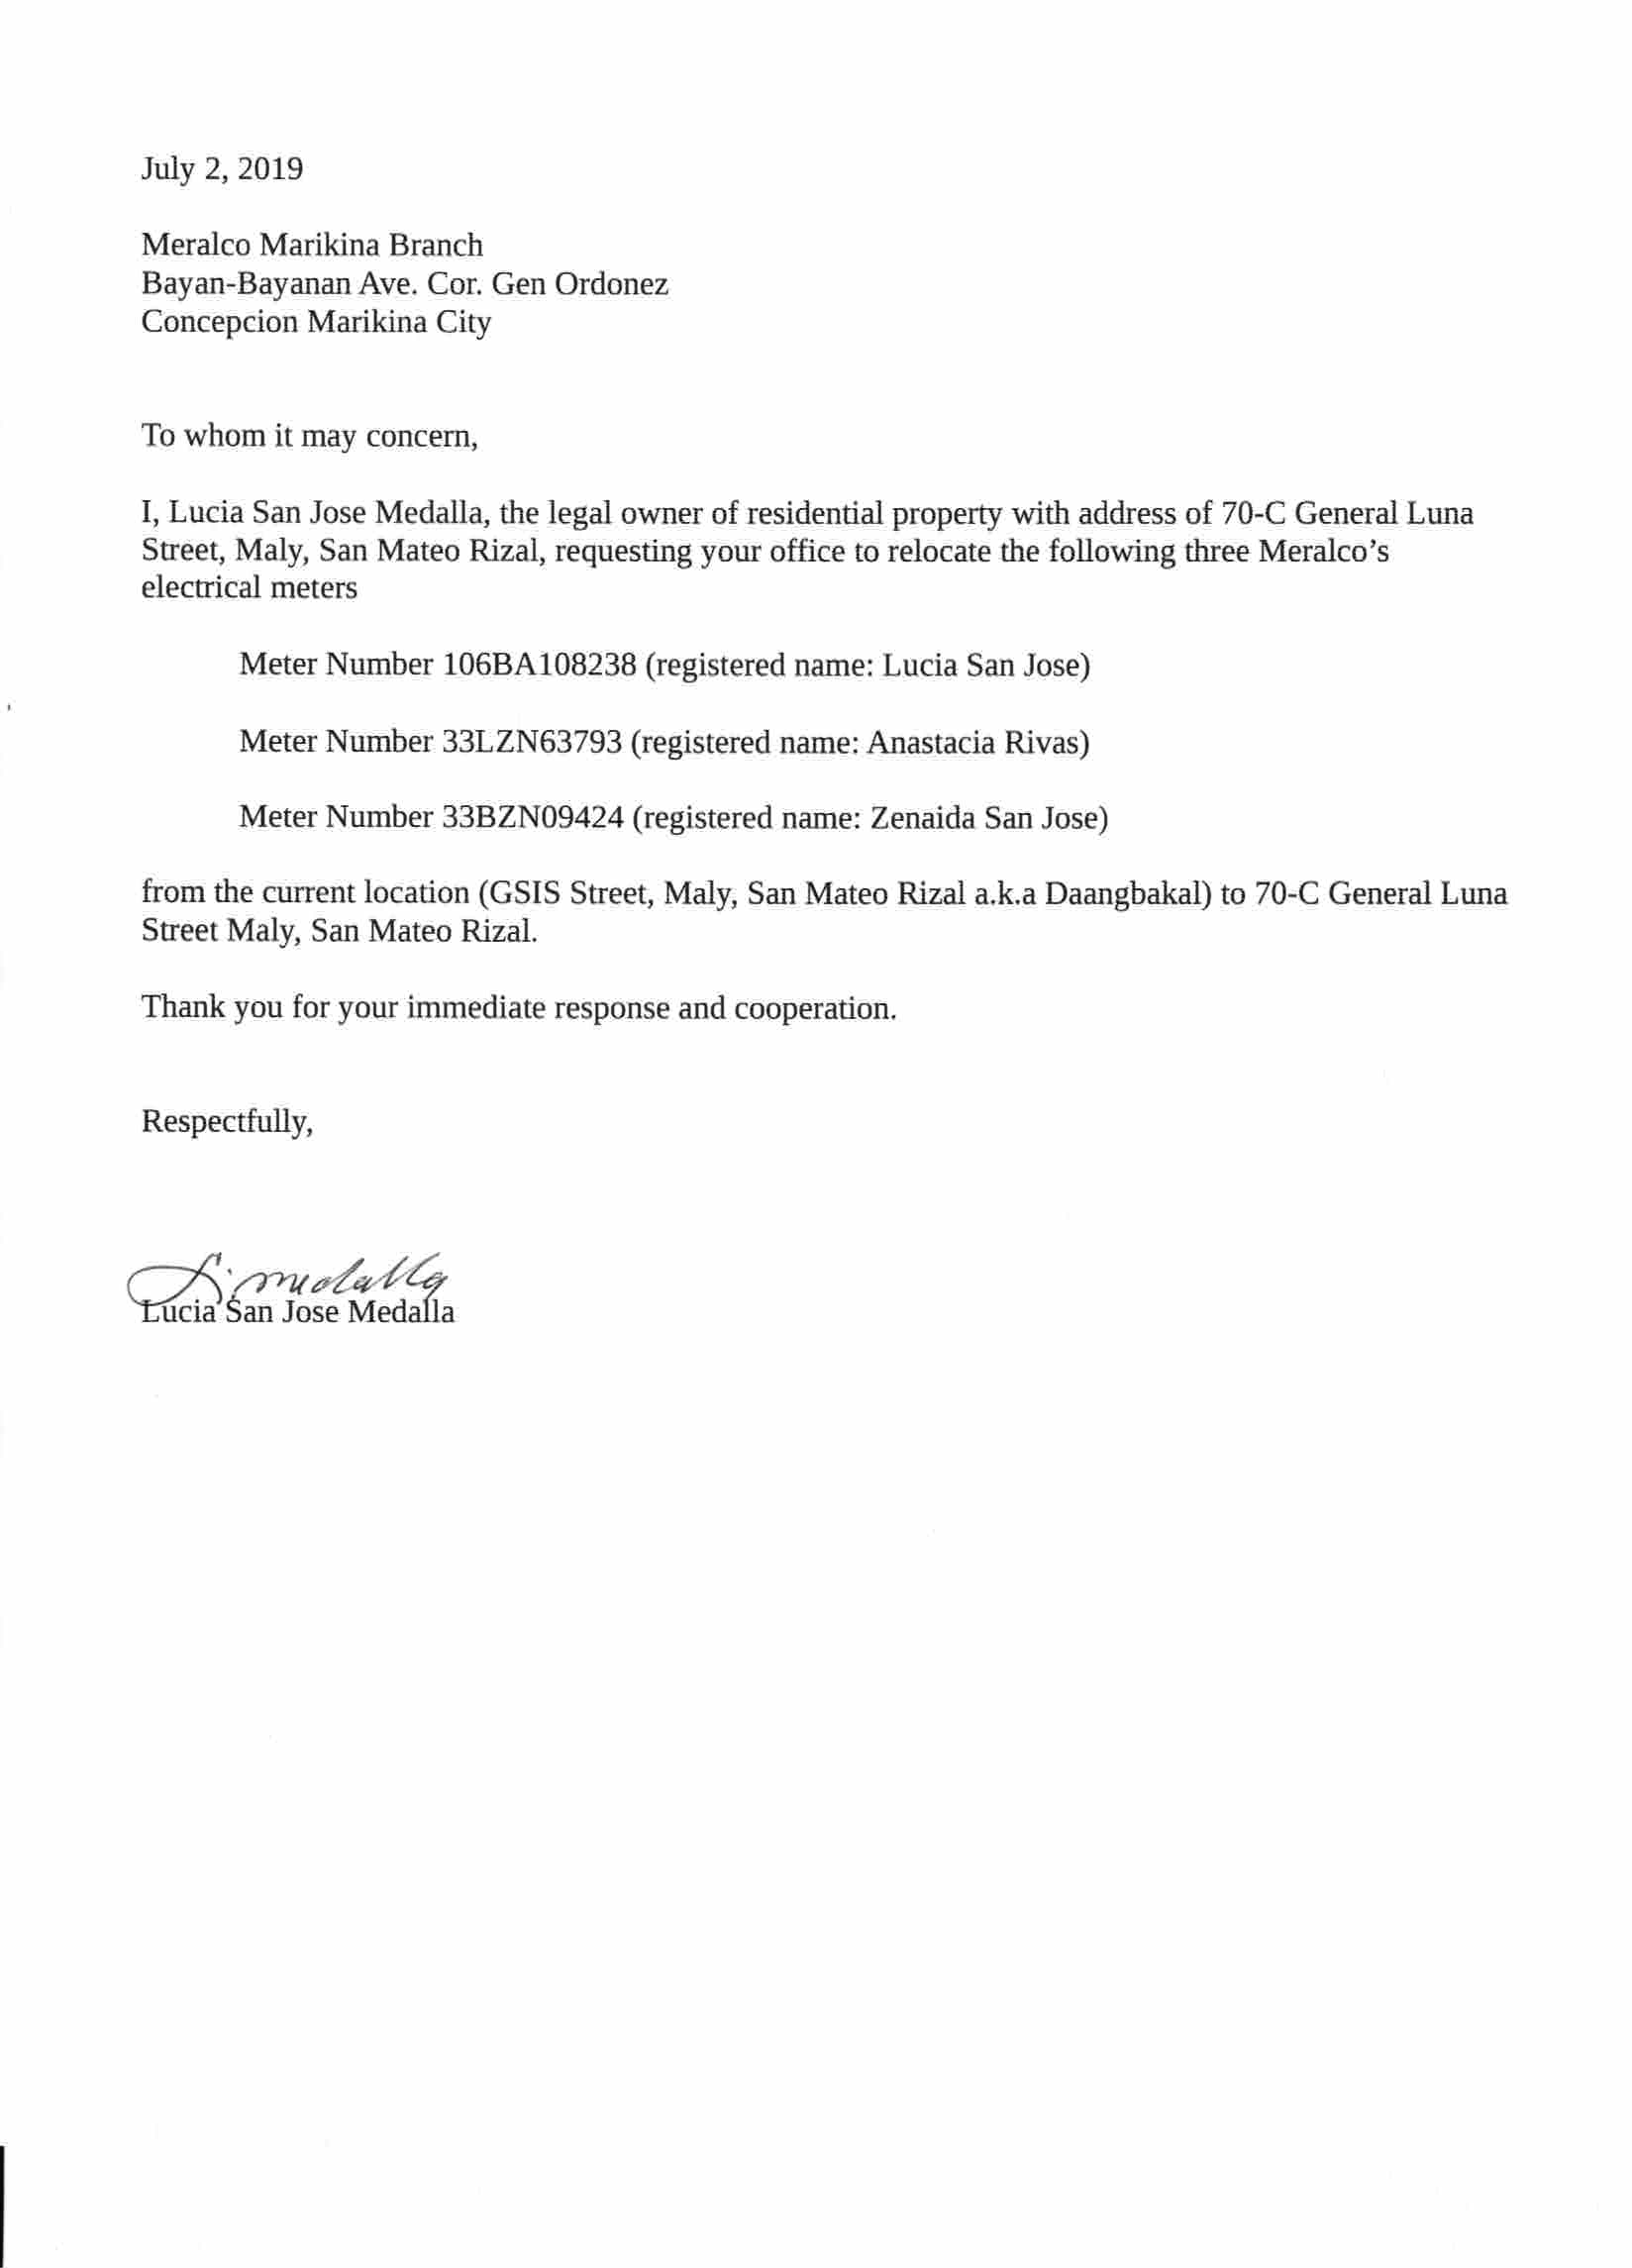 July 2, 2019
Meralco Marikina Branch
Bayan-Bayanan Ave. Cor. Gen Ordonez
Concepcion Marikina City
To whom it may concern,
I, Lucia San Jose Medalla, the legal owner of residential property with address of 70-C General Luna
Street, Maly, San Mateo Rizal, requesting your office to relocate the following three Meralco’s
electrical meters
Meter Number 106BA108238 (registered name: Lucia San Jose)
Meter Number 33LZN63793 (registered name: Anastacia Rivas)
Meter Number 33BZN09424 (registered name: Zenaida San Jose)
from the current location (GSIS Street, Maly, San Mateo Rizal a.k.a Daangbakal) to 70-C General Luna
Street Maly, San Mateo Rizal.
Thank you for your immediate response and cooperation.
Respectfully,
L. medalla
Lucia San Jose Medalla